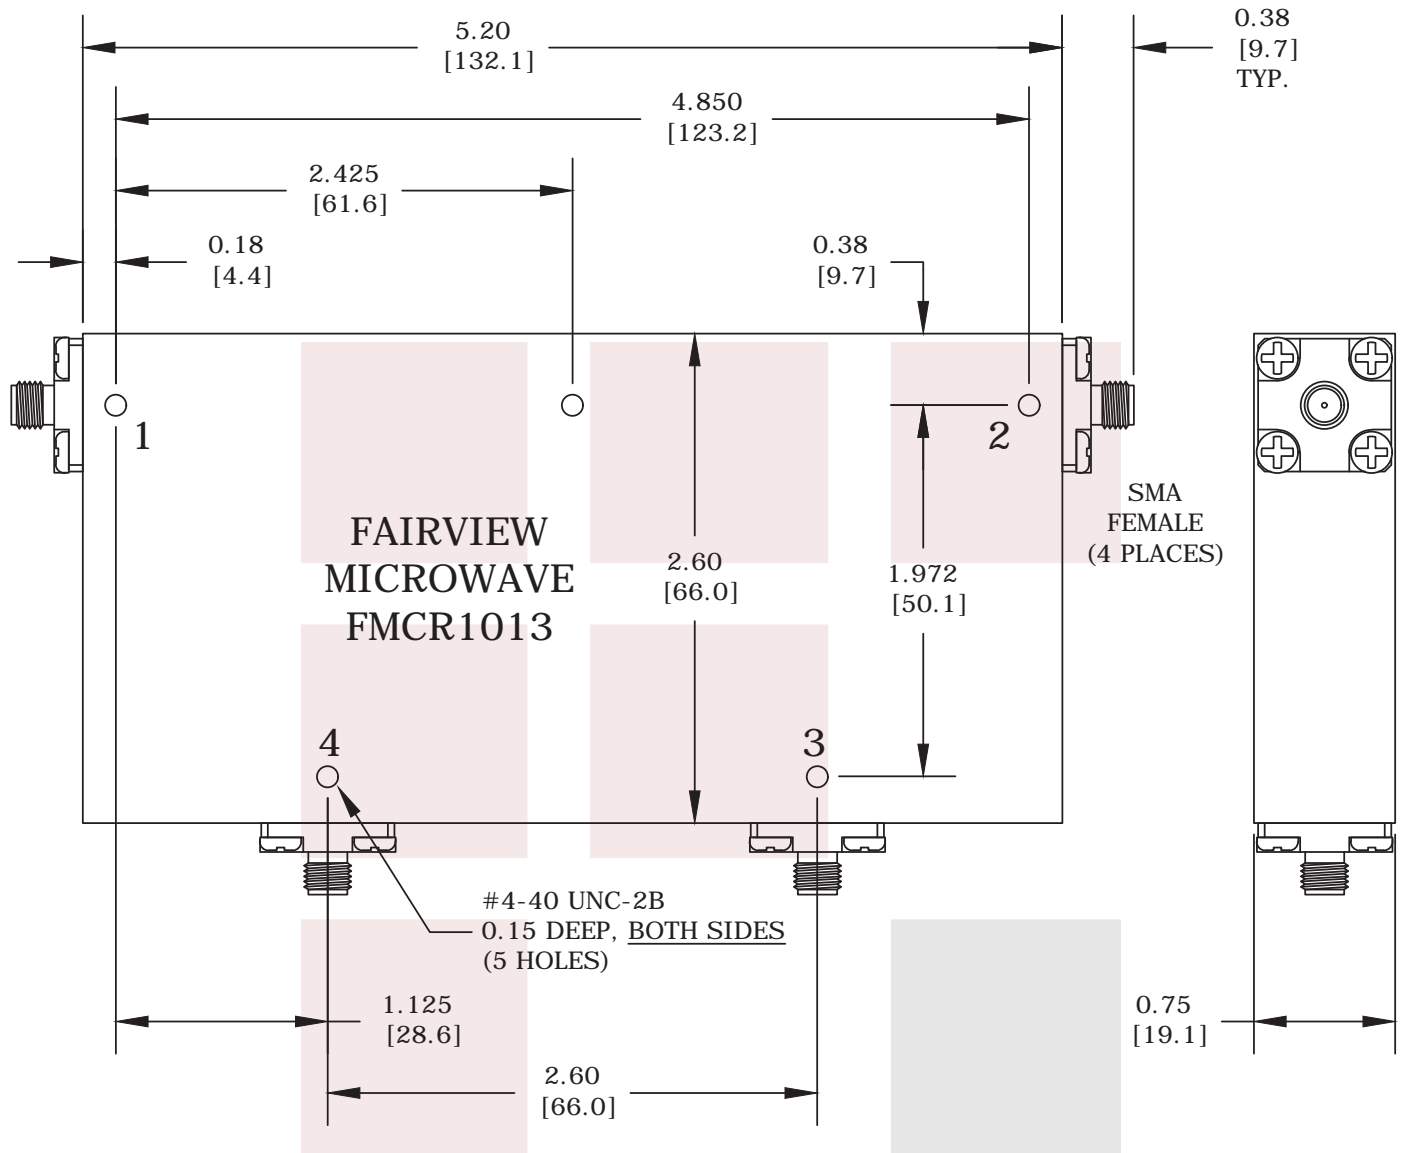 5.20
[132.1]
0.38
[9.7]
TYP.
4.850
[123.2]
2.425
[61.6]
0.18
[4.4]
0.38
[9.7]
1
2
SMA
FEMALE
(4 PLACES)
FAIRVIEW
MICROWAVE
FMCR1013
2.60
[66.0]
1.972
[50.1]
4
3
#4-40 UNC-2B
0.15 DEEP, BOTH SIDES
(5 HOLES)
1.125
[28.6]
0.75
[19.1]
2.60
[66.0]